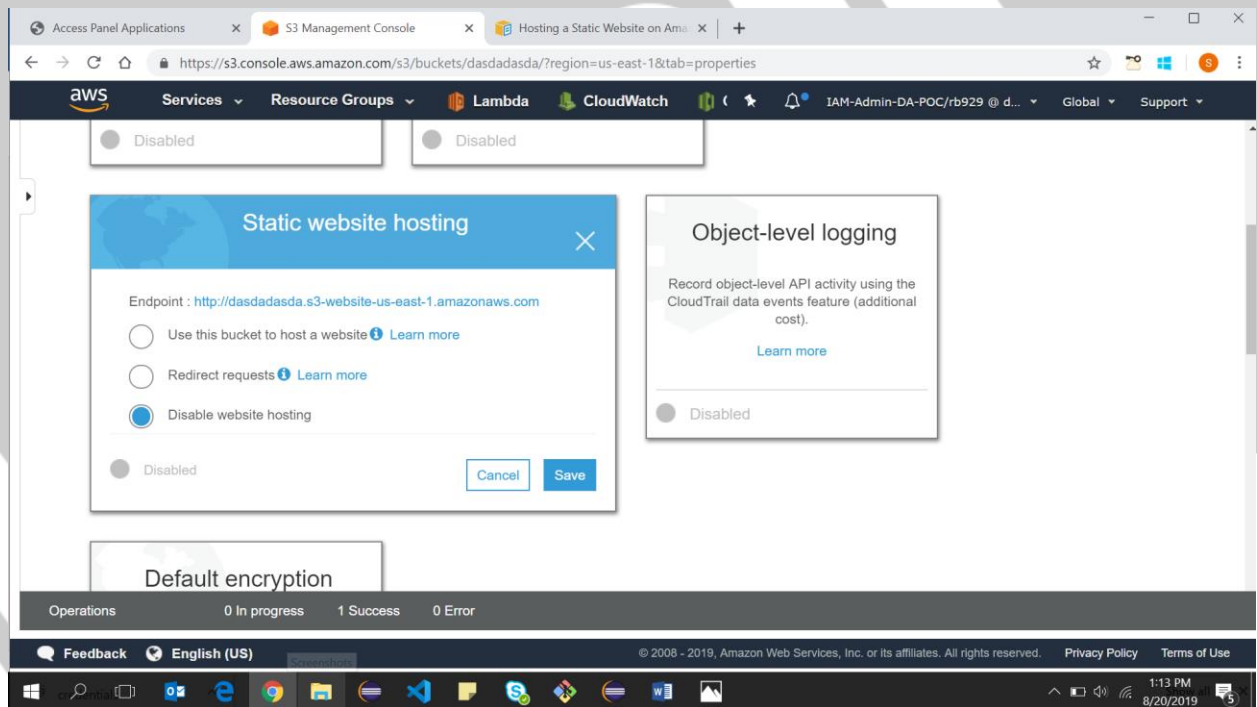 Access Panel Applications
S3 Management Console
Hosting a Static Website on Ama
https://s3.console.aws.amazon.com/s3/buckets/dasdadasda/?region=us-east-1&tab=properties
S
aws Services Resource Groups Lambda CloudWatch IAM-Admin-DA-POC/rb929 @ d... Global Support
Disabled
Disabled
Static website hosting
Endpoint : http://dasdadasda.s3-website-us-east-1.amazonaws.com
Use this bucket to host a website Learn more
Redirect requests Learn more
Disable website hosting
Disabled
Cancel Save
Object-level logging
Record object-level API activity using the
CloudTrail data events feature (additional
cost).
Learn more
Disabled
Default encryption
Operations 0 In progress 1 Success 0 Error
Feedback English (US) © 2008 - 2019, Amazon Web Services, Inc. or its affiliates. All rights reserved. Privacy Policy Terms of Use
Screenshots
1:13 PM
8/20/2019
5